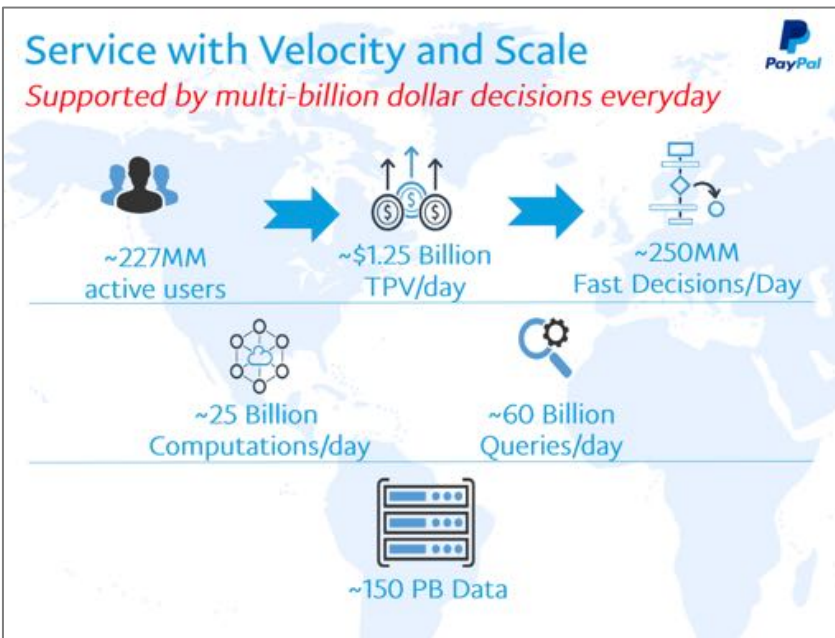 Service with Velocity and Scale
PayPal
Supported by multi-billion dollar decisions everyday
~227MM
active users
~$1.25 Billion
TPV/day
~250MM
Fast Decisions/Day
~25 Billion
Computations/day
~60 Billion
Queries/day
~150 PB Data